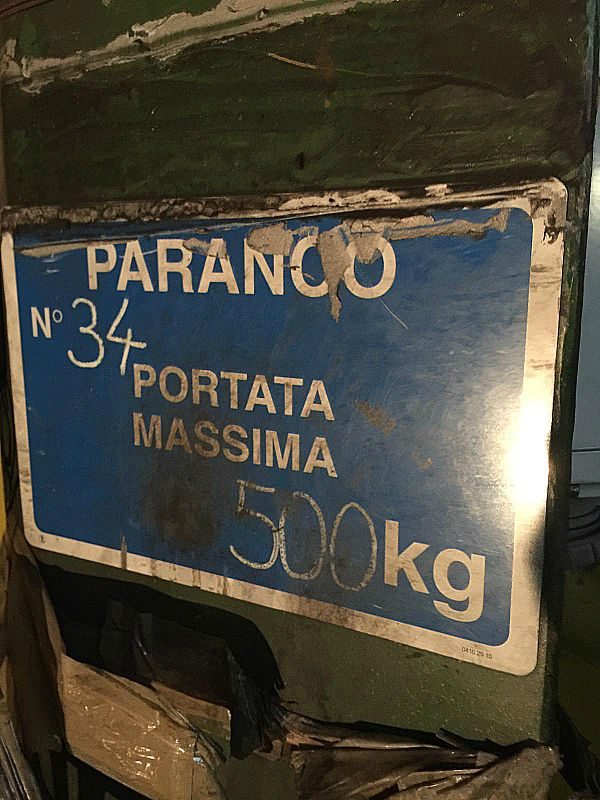 PARANCO
N° 34
PORTATA
MASSIMA
500kg